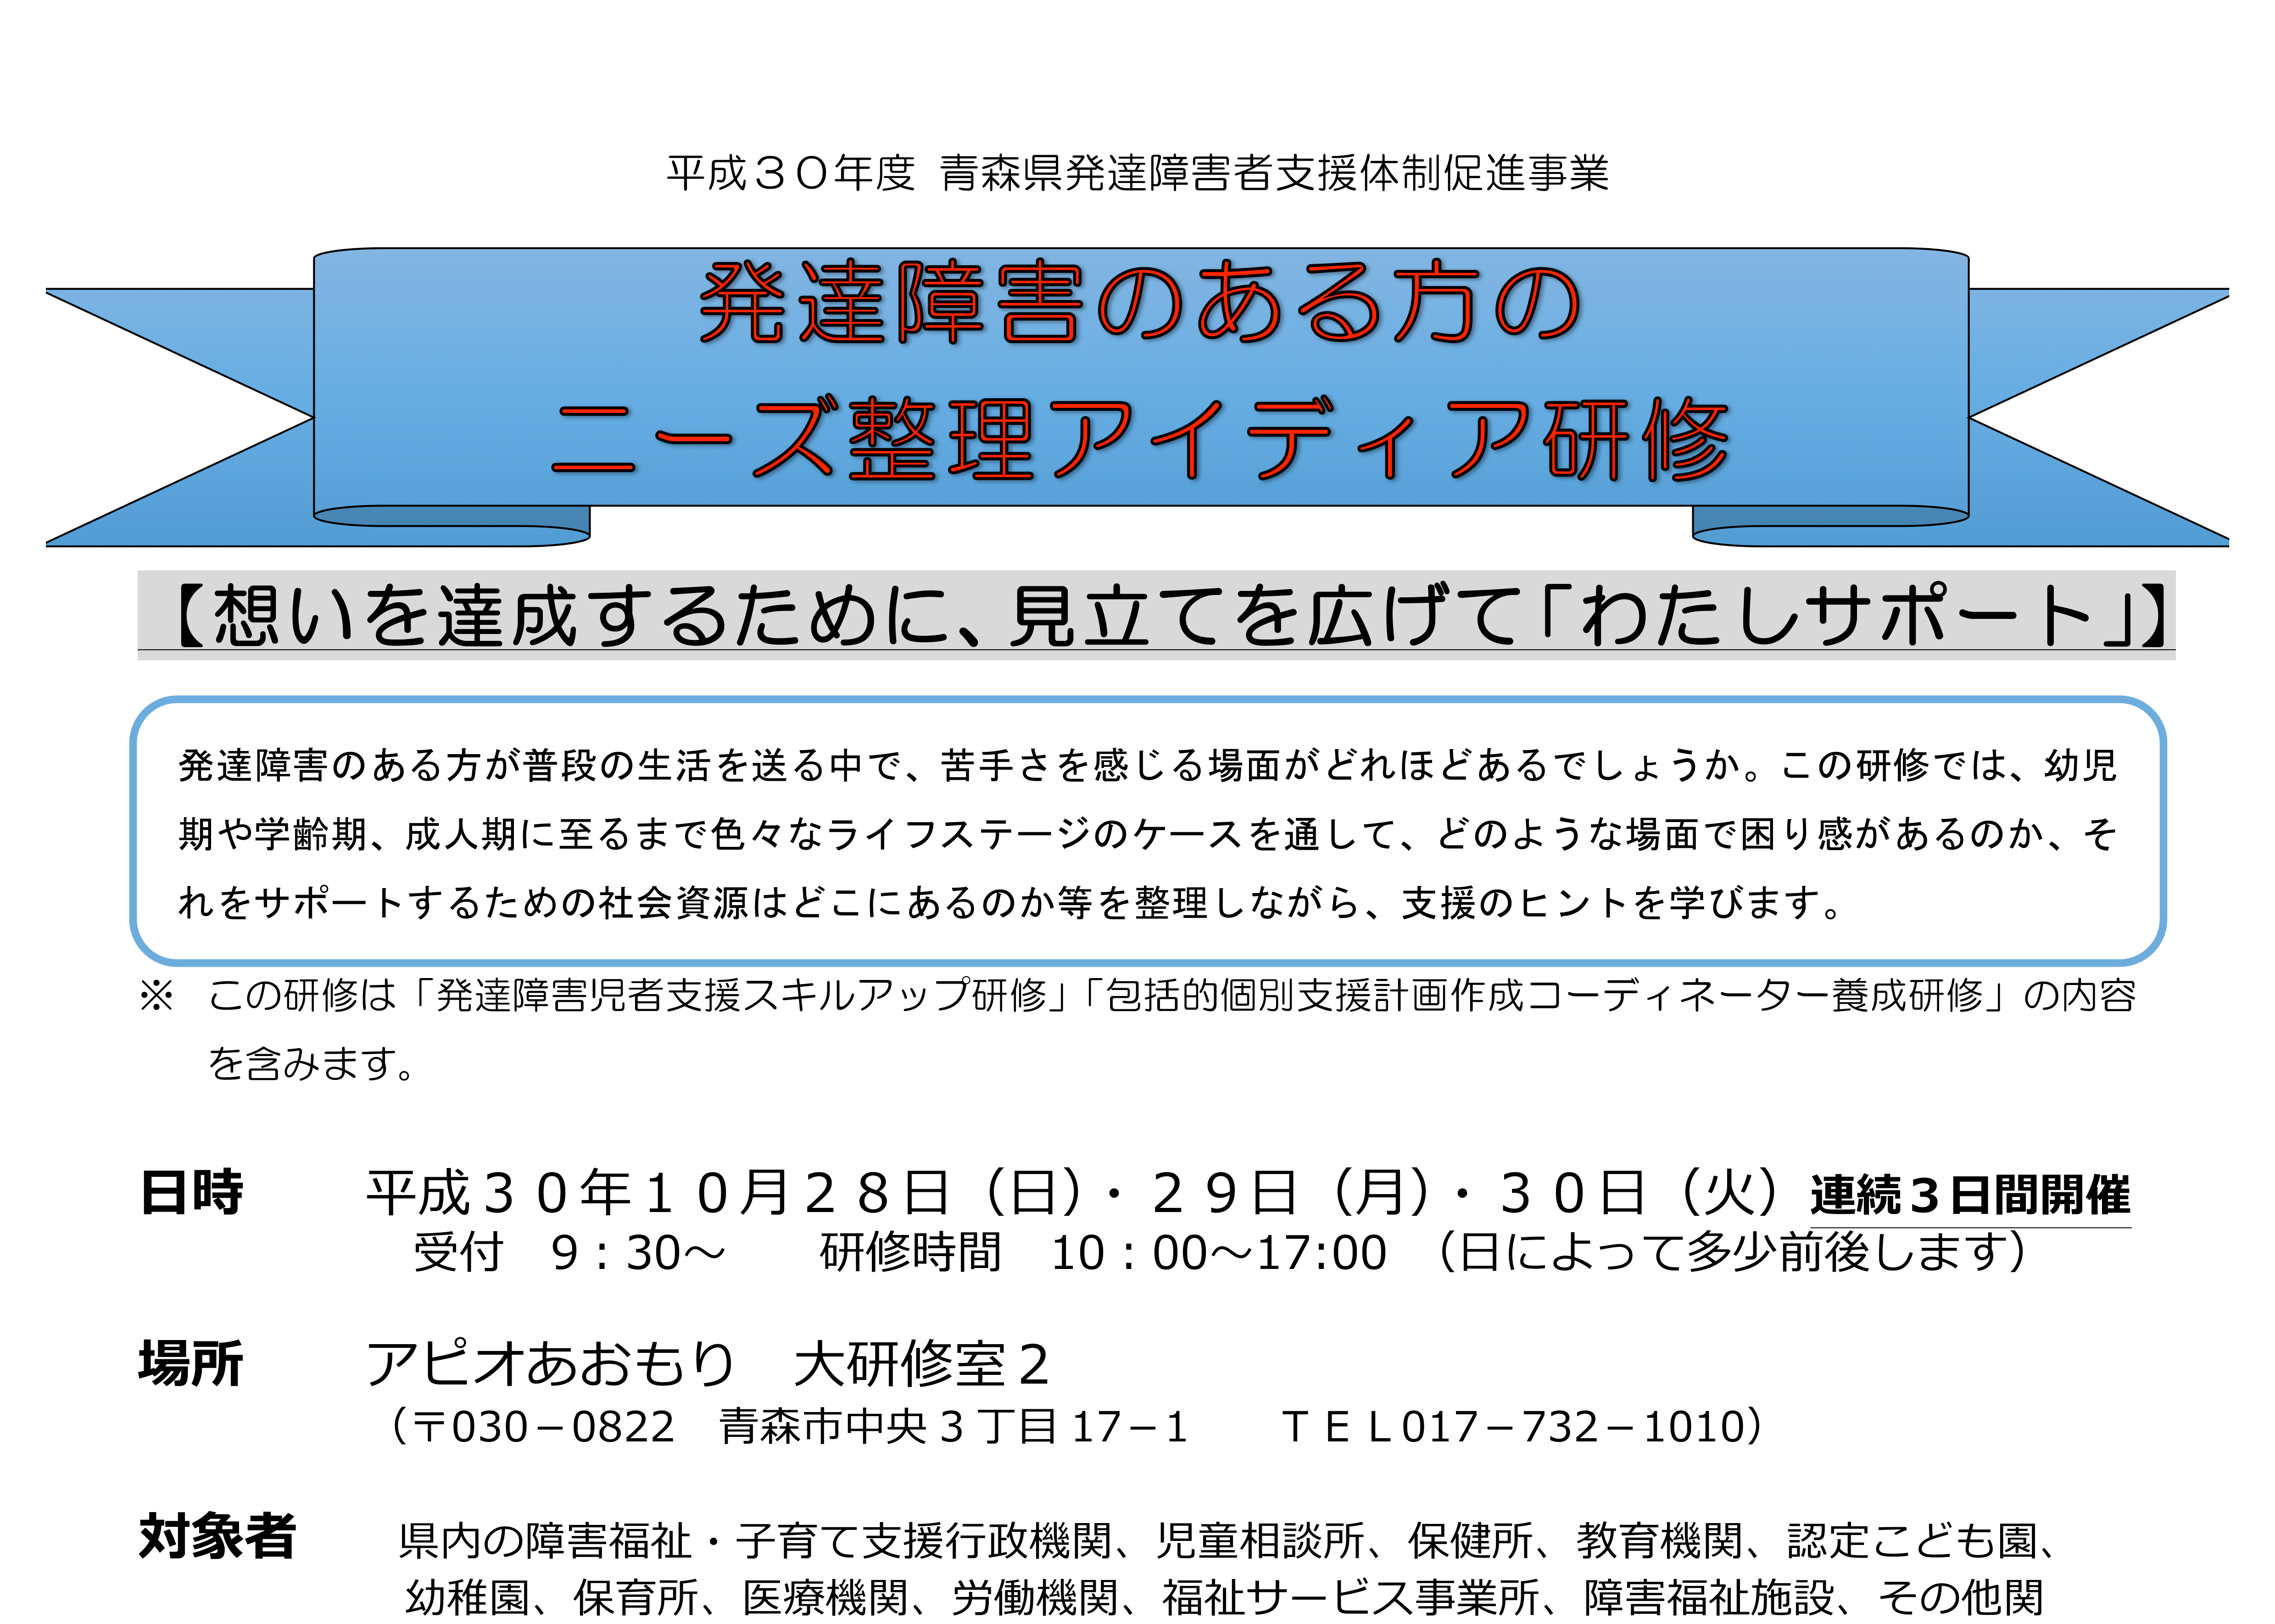 平成３０年度 青森県発達障害者支援体制促進事業
発達障害のある方の
ニーズ整理アイディア研修
【想いを達成するために、見立てを広げて「わたしサポート」】
発達障害のある方が普段の生活を送る中で、苦手さを感じる場面がどれほどあるでしょうか。この研修では、幼児
期や学齢期、成人期に至るまで色々なライフステージのケースを通して、どのような場面で困り感があるのか、そ
れをサポートするための社会資源はどこにあるのか等を整理しながら、支援のヒントを学びます。
※　この研修は「発達障害児者支援スキルアップ研修」「包括的個別支援計画作成コーディネーター養成研修」の内容
を含みます。
日時　平成３０年１０月２８日（日）・２９日（月）・３０日（火）連続３日間開催
受付　9：30～　　研修時間　10：00～17:00　（日によって多少前後します）
場所　アピオあおもり　大研修室２
（〒030－0822　青森市中央 3 丁目 17－1　　ＴＥＬ017－732－1010）
対象者　県内の障害福祉・子育て支援行政機関、児童相談所、保健所、教育機関、認定こども園、
幼稚園、保育所、医療機関、労働機関、福祉サービス事業所、障害福祉施設、その他関